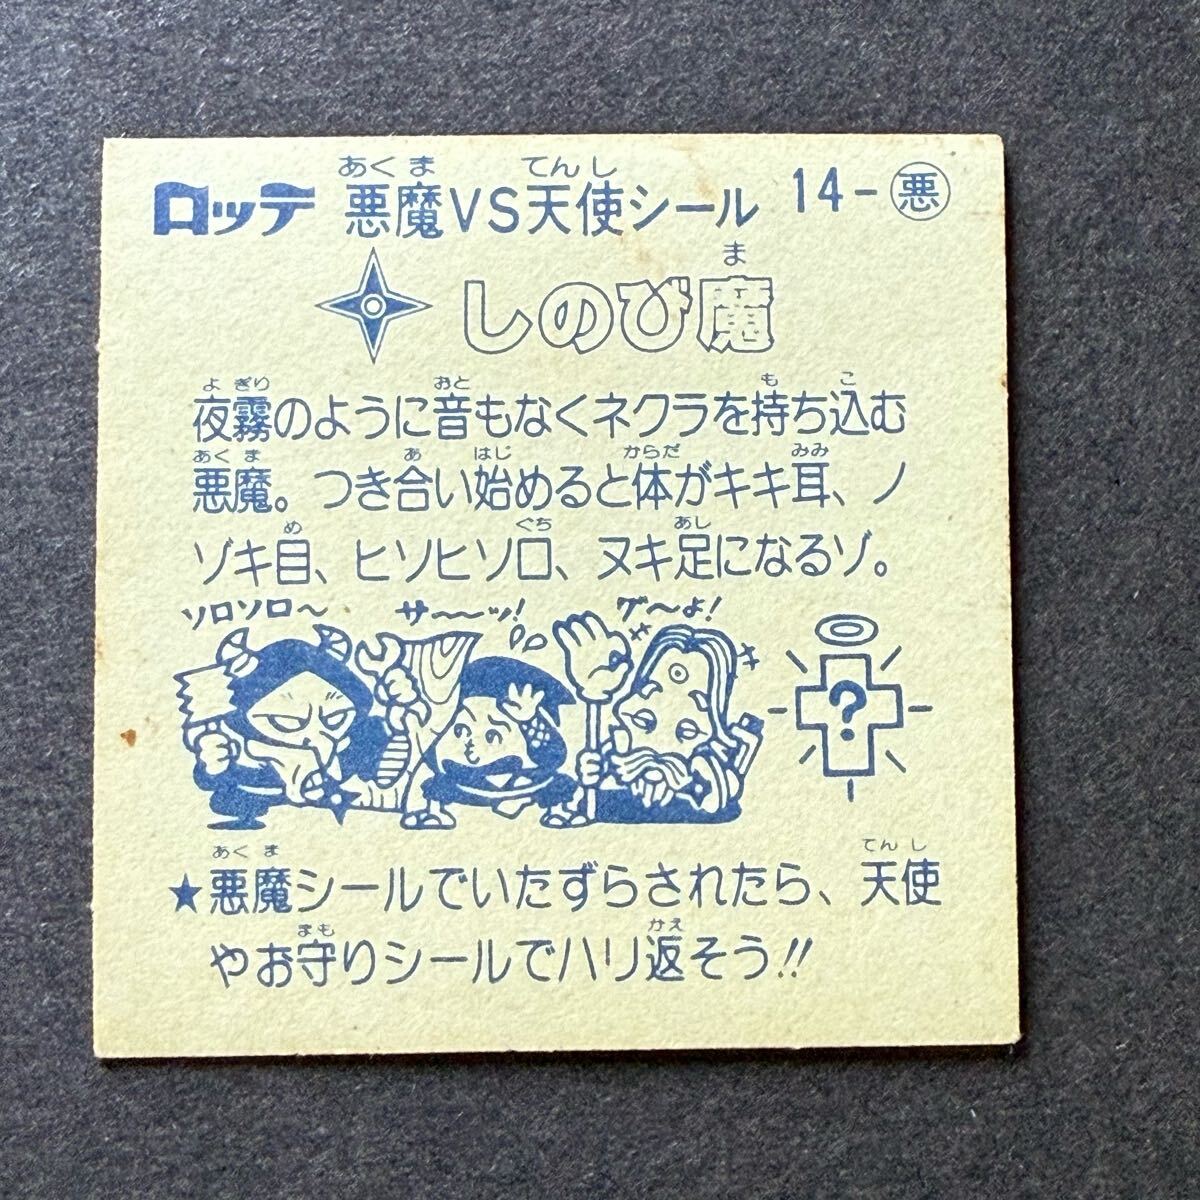 ロッテ 悪魔VS天使シール 14-悪
しのび魔
夜霧のように音もなくネクラを持ち込む
悪魔。つき合い始めると体がキキ耳、ノ
ゾキ目、ヒソヒソ口、ヌキ足になるゾ。
ソロソロ〜 サ〜〜ッ! ゲ〜よ!
?
★悪魔シールでいたずらされたら、天使
やお守りシールでハリ返そう!!